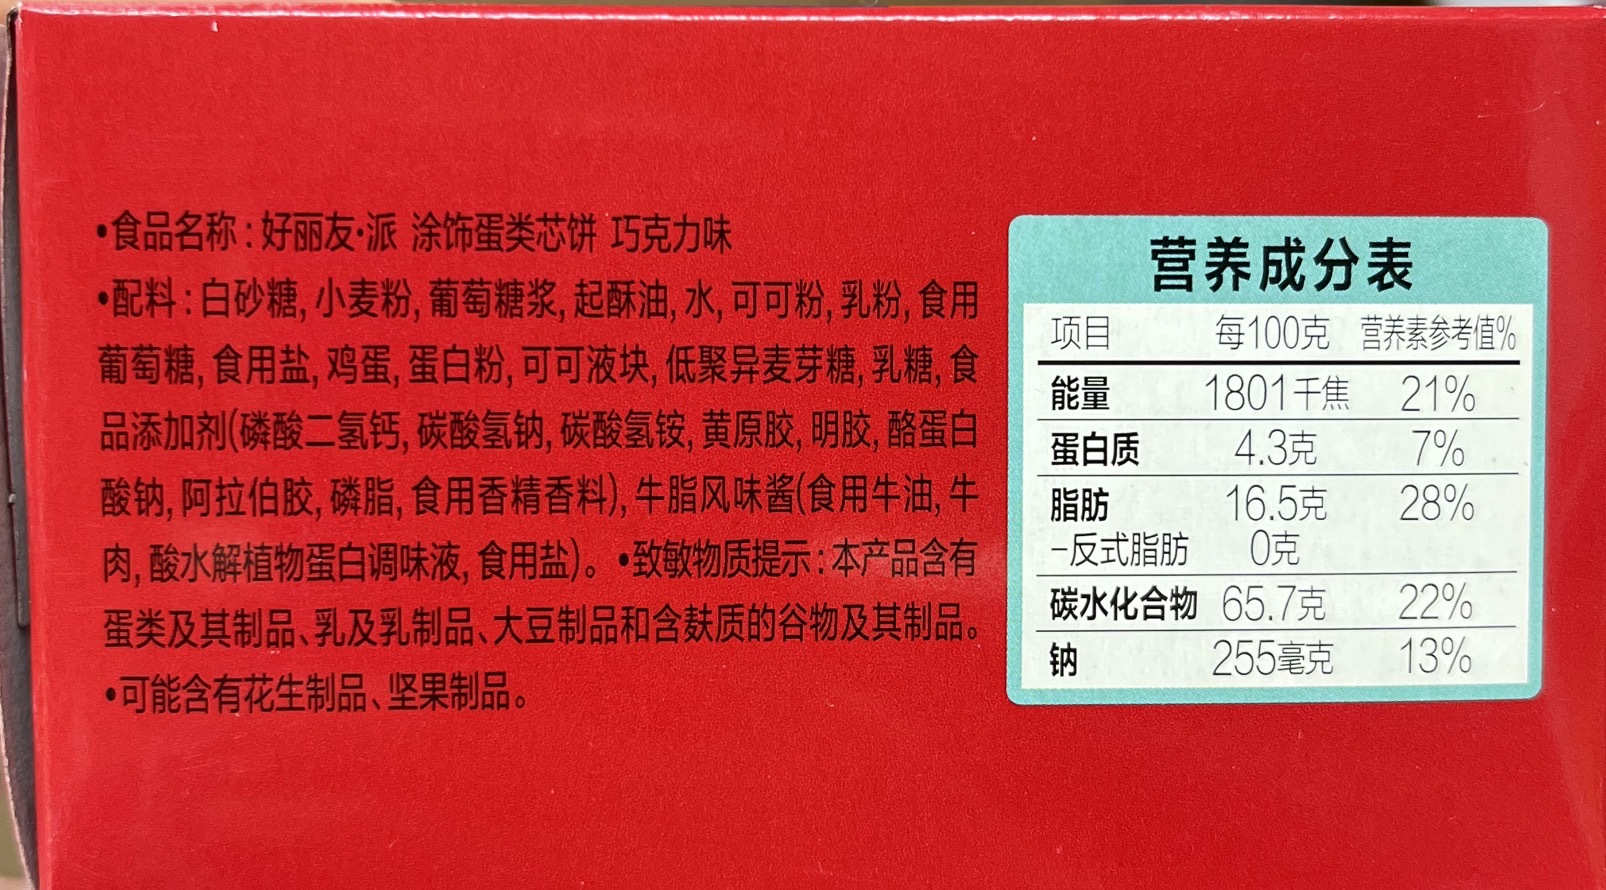 •食品名称:好丽友·派 涂饰蛋类芯饼 巧克力味
•配料:白砂糖,小麦粉,葡萄糖浆,起酥油,水,可可粉,乳粉,食用
葡萄糖,食用盐,鸡蛋,蛋白粉,可可液块,低聚异麦芽糖,乳糖,食
品添加剂(磷酸二氢钙,碳酸氢钠,碳酸氢铵,黄原胶,明胶,酪蛋白
酸钠,阿拉伯胶,磷脂,食用香精香料),牛脂风味酱(食用牛油,牛
肉,酸水解植物蛋白调味液,食用盐)。•致敏物质提示:本产品含有
蛋类及其制品、乳及乳制品、大豆制品和含麸质的谷物及其制品。
•可能含有花生制品、坚果制品。
营养成分表
项目 每100克 营养素参考值%
能量 1801千焦 21%
蛋白质 4.3克 7%
脂肪 16.5克 28%
-反式脂肪 0克
碳水化合物 65.7克 22%
钠 255毫克 13%